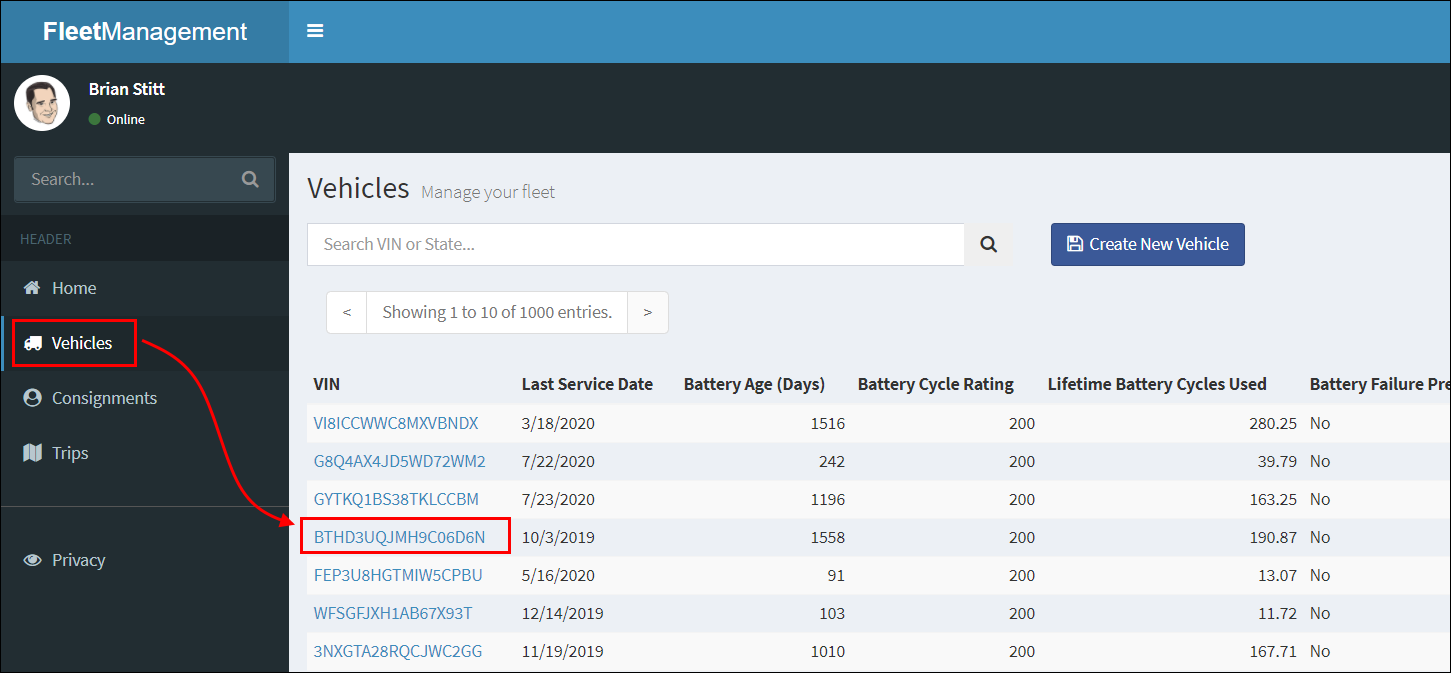 FleetManagement
Brian Stitt
Online
Search...
HEADER
Home
Vehicles
Consignments
Trips
Privacy
Vehicles Manage your fleet
Search VIN or State...
Create New Vehicle
< Showing 1 to 10 of 1000 entries. >
VIN Last Service Date Battery Age (Days) Battery Cycle Rating Lifetime Battery Cycles Used Battery Failure Pre
VI8ICCWWC8MXVBNDX 3/18/2020 1516 200 280.25 No
G8Q4AX4JD5WD72WM2 7/22/2020 242 200 39.79 No
GYTKQ1BS38TKLCCBM 7/23/2020 1196 200 163.25 No
BTHD3UQJMH9C06D6N 10/3/2019 1558 200 190.87 No
FEP3U8HGTMIW5CPBU 5/16/2020 91 200 13.07 No
WFSGFJXH1AB67X93T 12/14/2019 103 200 11.72 No
3NXGTA28RQCJWC2GG 11/19/2019 1010 200 167.71 No